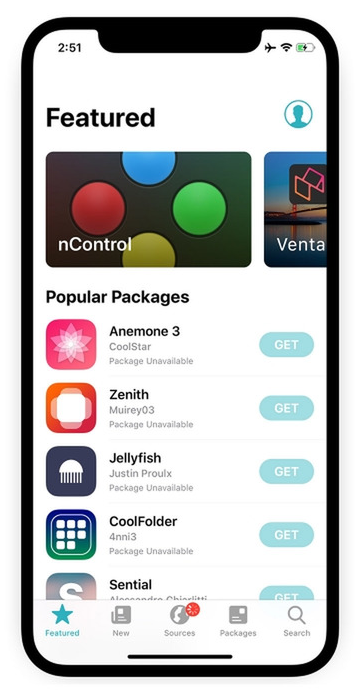 2:51
Featured
nControl
Venta
Popular Packages
Anemone 3
CoolStar
Package Unavailable
GET
Zenith
Muirey03
Package Unavailable
GET
Jellyfish
Justin Proulx
Package Unavailable
GET
CoolFolder
4nni3
Package Unavailable
GET
S
Sential
Alessandro Chiarlitti
GET
Featured
New
Sources
Packages
Search